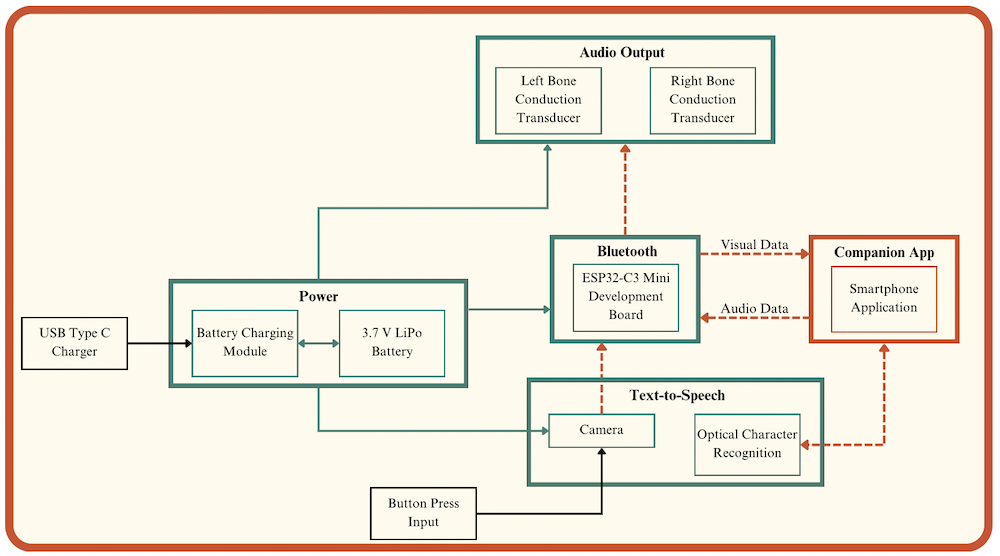 Audio Output
Left Bone
Conduction
Transducer
Right Bone
Conduction
Transducer
Bluetooth
ESP32-C3 Mini
Development
Board
Visual Data
Audio Data
Companion App
Smartphone
Application
Power
Battery Charging
Module
3.7 V LiPo
Battery
USB Type C
Charger
Text-to-Speech
Camera
Optical Character
Recognition
Button Press
Input